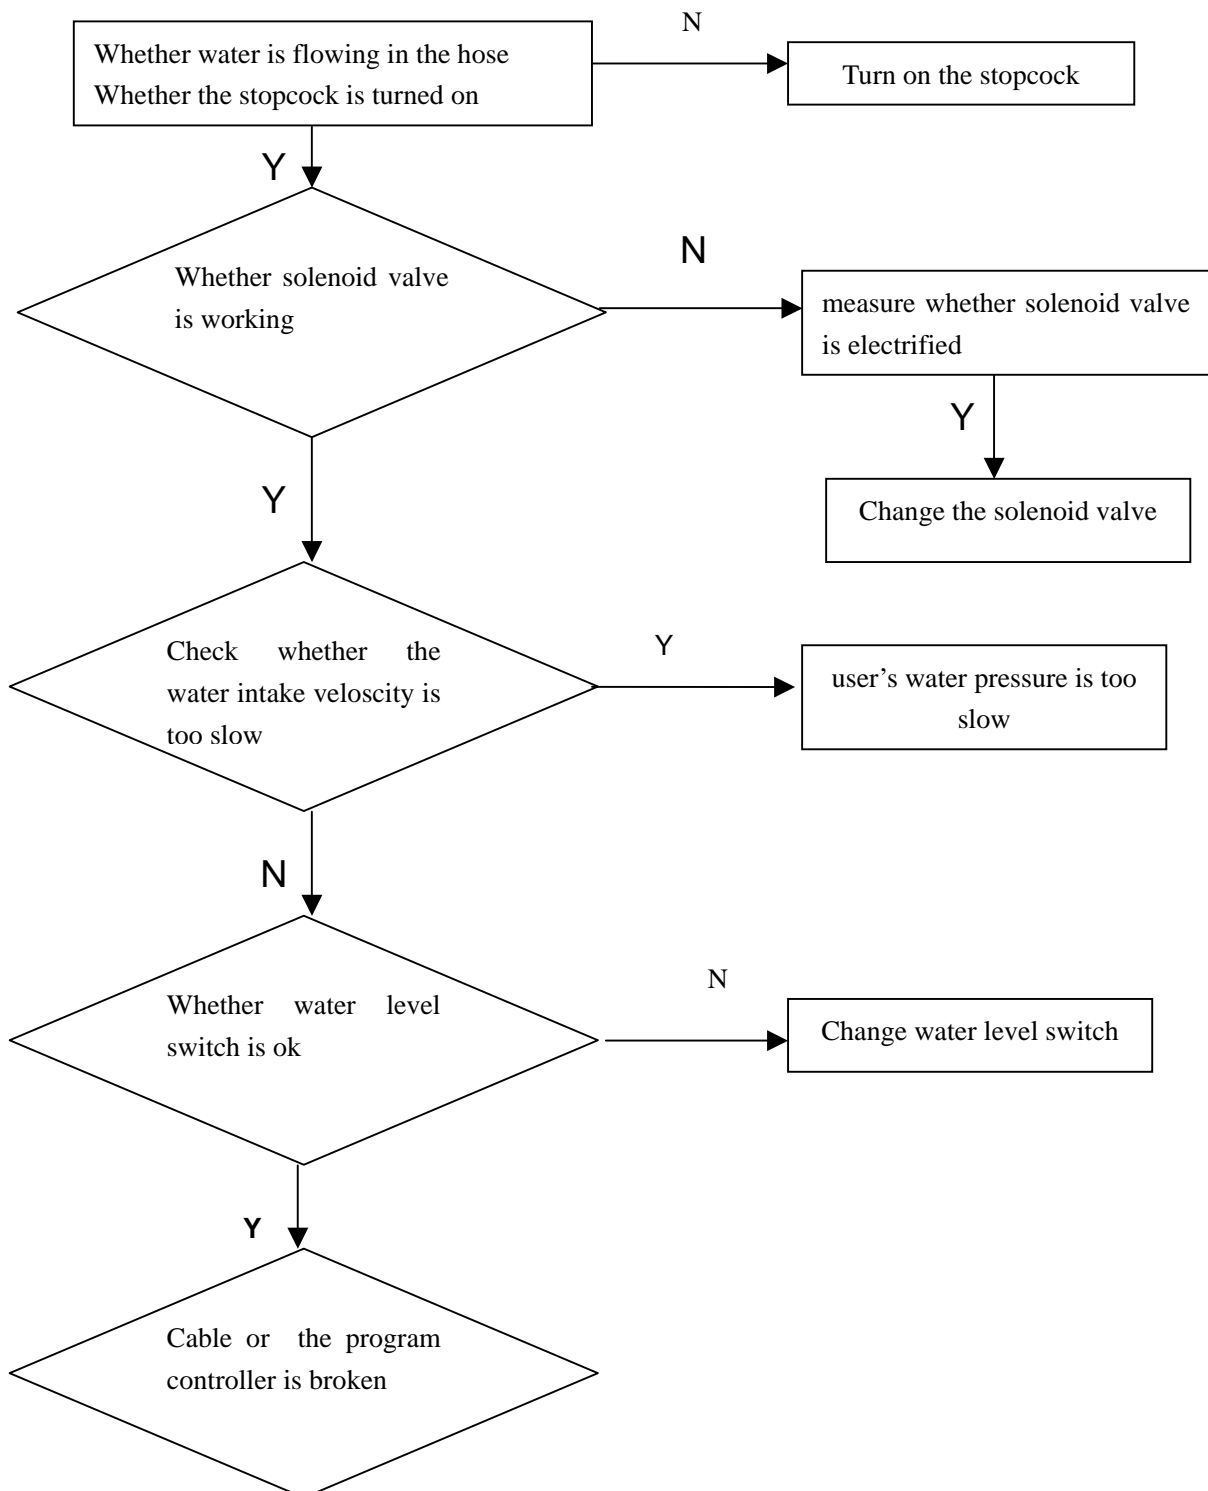 N
Whether water is flowing in the hose
Whether the stopcock is turned on
Turn on the stopcock
Y
Whether solenoid valve
is working
N
measure whether solenoid valve
is electrified
Y
Change the solenoid valve
Y
Check whether the
water intake veloscity is
too slow
Y
user’s water pressure is too
slow
N
Whether water level
switch is ok
N
Change water level switch
Y
Cable or the program
controller is broken